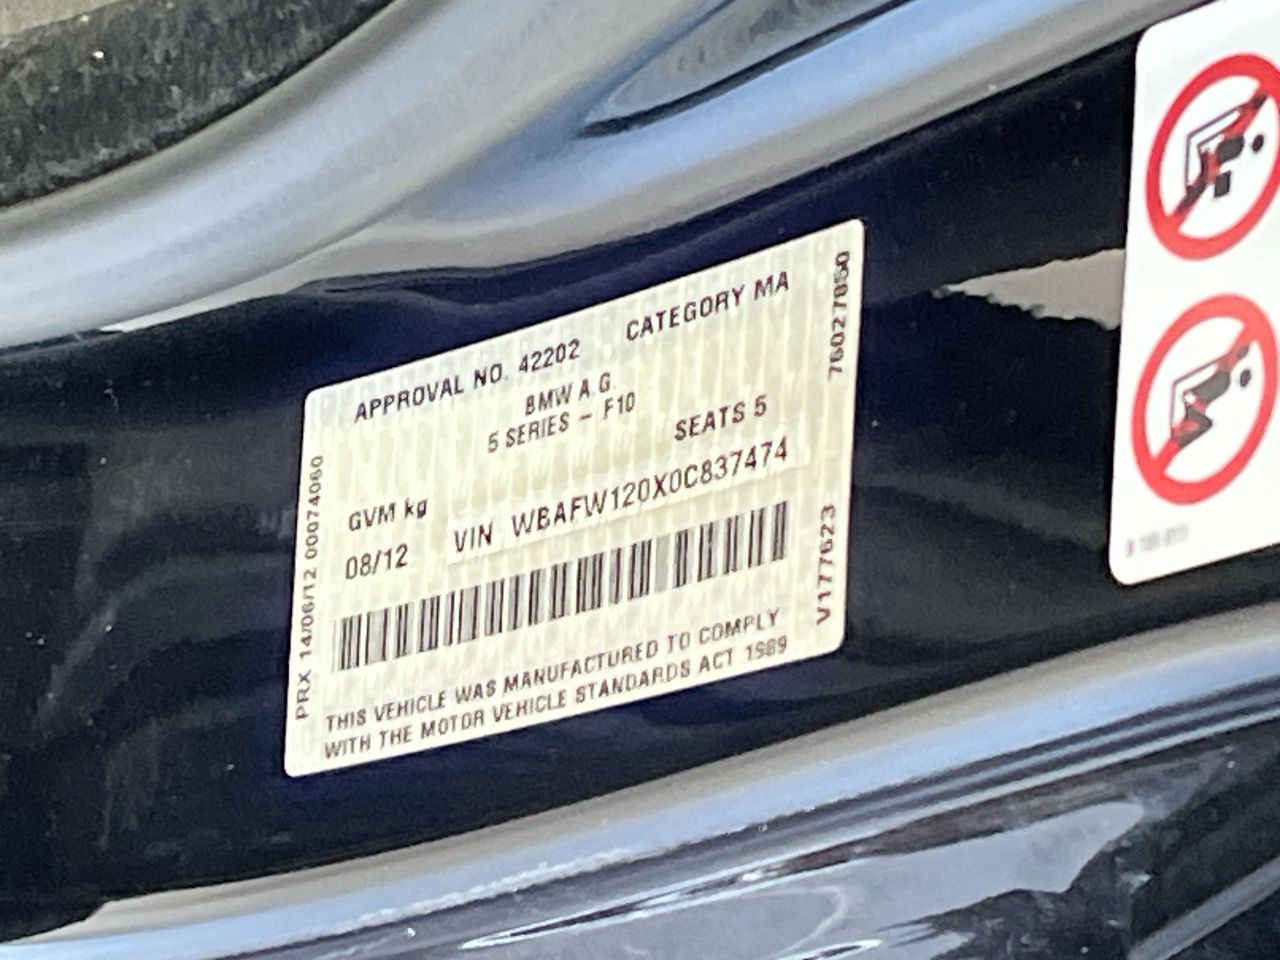 APPROVAL NO. 42202 CATEGORY MA
BMW A.G.
5 SERIES - F10
SEATS 5
GVM kg
08/12 VIN WBAFW120X0C837474
THIS VEHICLE WAS MANUFACTURED TO COMPLY
WITH THE MOTOR VEHICLE STANDARDS ACT 1989
PRX 14/06/12 00074060
V177623
76027850